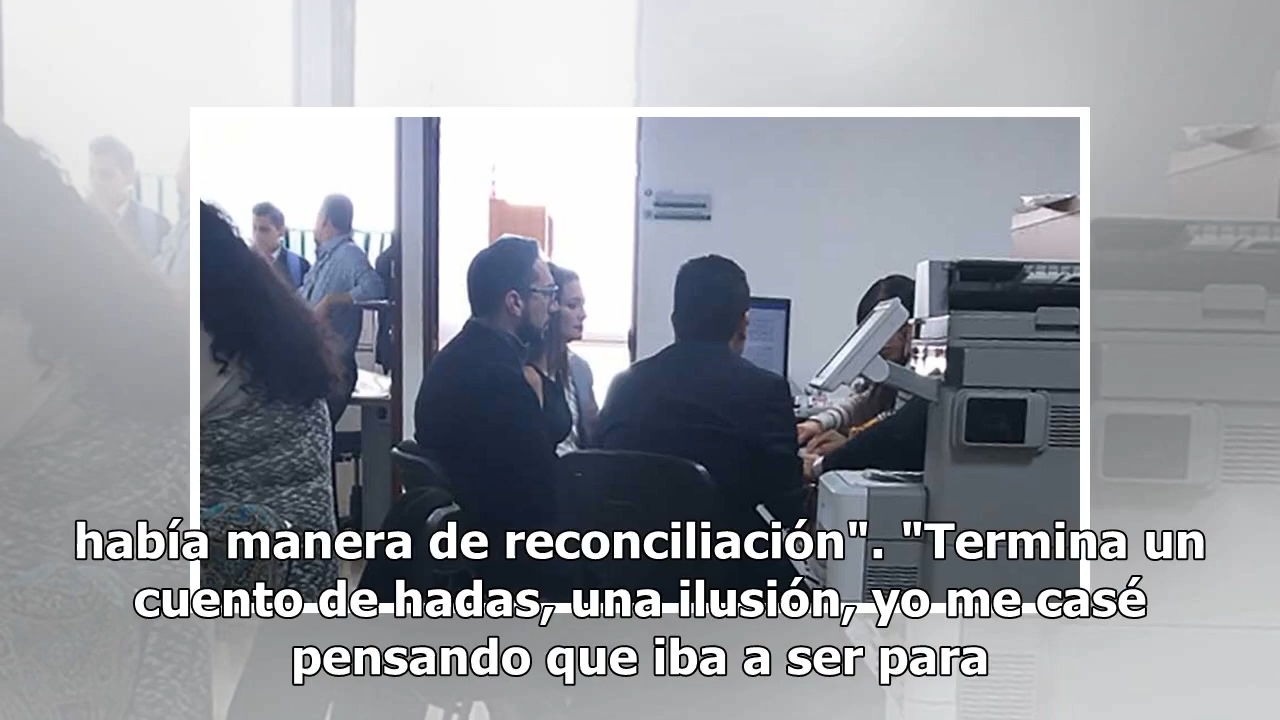 había manera de reconciliación". "Termina un
cuento de hadas, una ilusión, yo me casé
pensando que iba a ser para